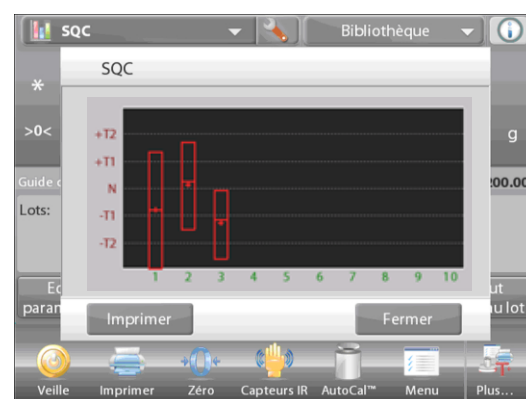 SQC
Bibliothèque
SQC
*
>0<
g
Guide
200.00
Lots:
+T2
+T1
N
-T1
-T2
1 2 3 4 5 6 7 8 9 10
Imprimer
Fermer
Veille
Imprimer
Zéro
Capteurs IR
AutoCal™
Menu
Plus...